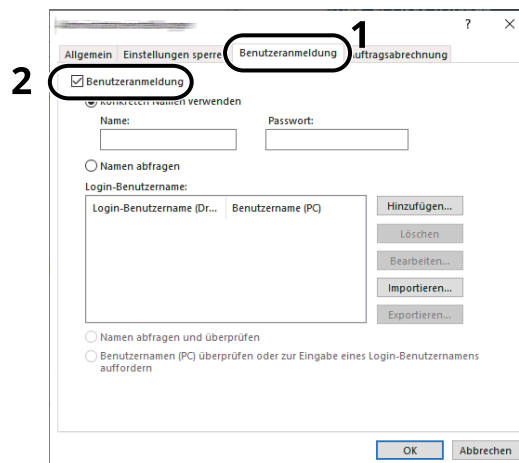 1
? ×
Allgemein Einstellungen sperre Benutzeranmeldung uftragsabrechnung
2
Benutzeranmeldung
Konkreten Namen verwenden
Name: Passwort:
Namen abfragen
Login-Benutzername:
Login-Benutzername (Dr... Benutzername (PC)
Hinzufügen...
Löschen
Bearbeiten...
Importieren...
Exportieren...
Namen abfragen und überprüfen
Benutzernamen (PC) überprüfen oder zur Eingabe eines Login-Benutzernamens
auffordern
OK Abbrechen